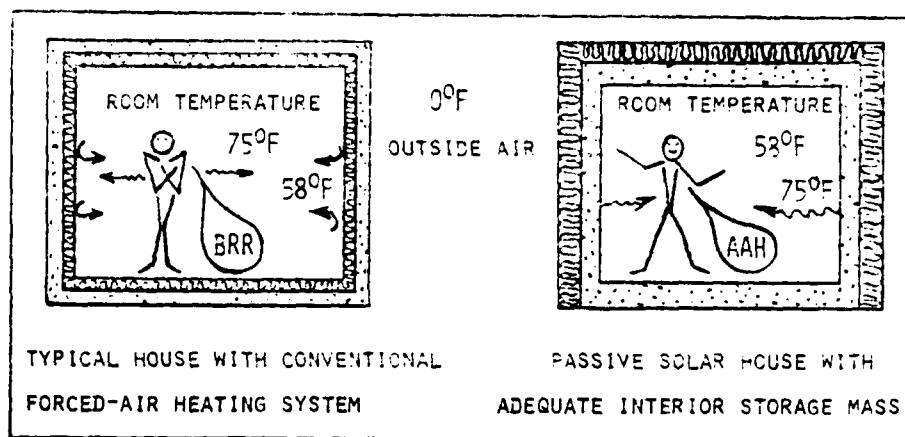 ROOM TEMPERATURE
75°F
58°F
BRR
0°F
OUTSIDE AIR
ROOM TEMPERATURE
58°F
75°F
AAH
TYPICAL HOUSE WITH CONVENTIONAL
FORCED-AIR HEATING SYSTEM
PASSIVE SOLAR HOUSE WITH
ADEQUATE INTERIOR STORAGE MASS